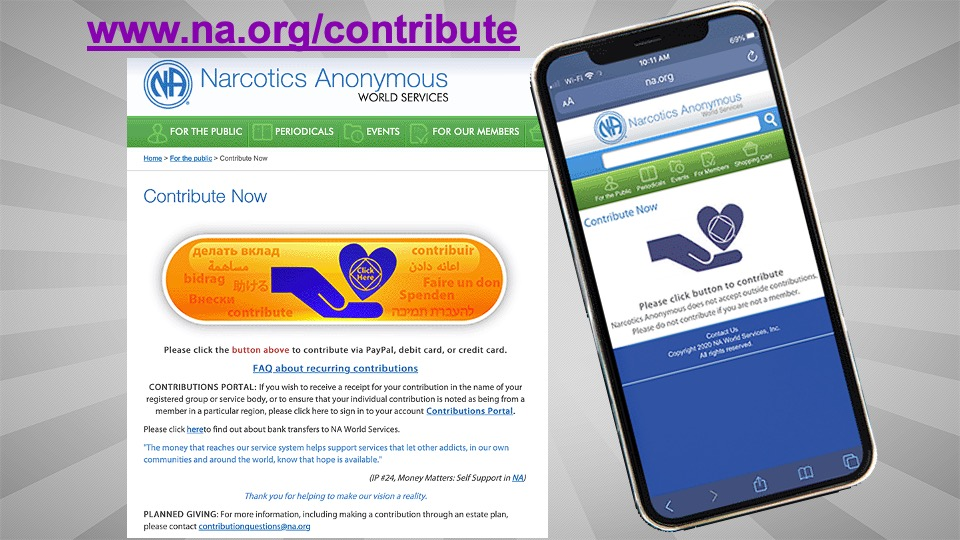 www.na.org/contribute
NA
Narcotics Anonymous
WORLD SERVICES
FOR THE PUBLIC
PERIODICALS
EVENTS
FOR OUR MEMBERS
Home > For the public > Contribute Now
Contribute Now
делать вклад
contribuir
مساهمة
اعانه دادن
bidrag
助ける
Click
Here
Faire un don
Внески
Spenden
contribute
להעברת תמיכה
Please click the button above to contribute via PayPal, debit card, or credit card.
FAQ about recurring contributions
CONTRIBUTIONS PORTAL: If you wish to receive a receipt for your contribution in the name of your
registered group or service body, or to ensure that your individual contribution is noted as being from a
member in a particular region, please click here to sign in to your account Contributions Portal.
Please click hereto find out about bank transfers to NA World Services.
"The money that reaches our service system helps support services that let other addicts, in our own
communities and around the world, know that hope is available."
(IP #24, Money Matters: Self Support in NA)
Thank you for helping to make our vision a reality.
PLANNED GIVING: For more information, including making a contribution through an estate plan,
please contact contributionquestions@na.org
Wi-Fi
10:11 AM
69%
AA
na.org
NA
Narcotics Anonymous
World Services
For the Public
Periodicals
Events
For Members
Shopping Cart
Contribute Now
Please click button to contribute
Narcotics Anonymous does not accept outside contributions.
Please do not contribute if you are not a member.
Contact Us
Copyright 2020 NA World Services, Inc.
All rights reserved.